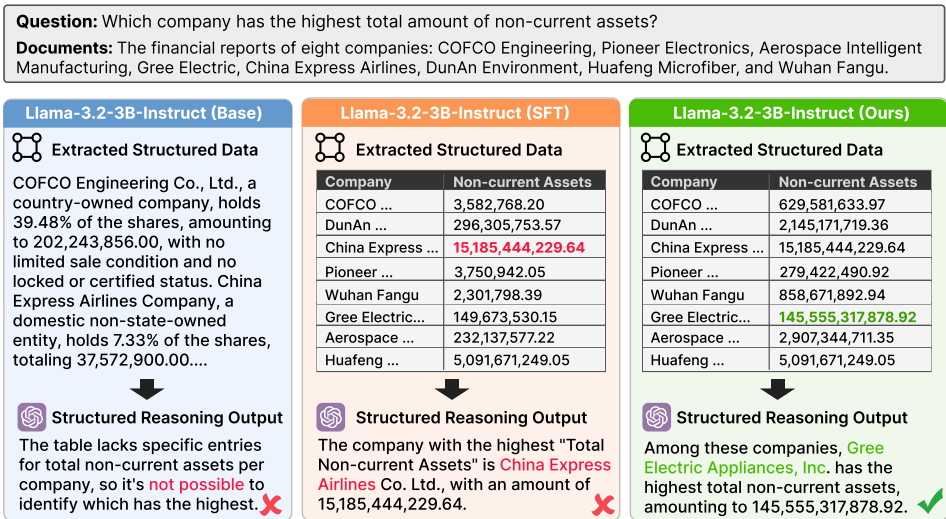 Question: Which company has the highest total amount of non-current assets?
Documents: The financial reports of eight companies: COFCO Engineering, Pioneer Electronics, Aerospace Intelligent
Manufacturing, Gree Electric, China Express Airlines, DunAn Environment, Huafeng Microfiber, and Wuhan Fangu.
Llama-3.2-3B-Instruct (Base)
Extracted Structured Data
COFCO Engineering Co., Ltd., a
country-owned company, holds
39.48% of the shares, amounting
to 202,243,856.00, with no
limited sale condition and no
locked or certified status. China
Express Airlines Company, a
domestic non-state-owned
entity, holds 7.33% of the shares,
totaling 37,572,900.00....
Structured Reasoning Output
The table lacks specific entries
for total non-current assets per
company, so it's not possible to
identify which has the highest.
Llama-3.2-3B-Instruct (SFT)
Extracted Structured Data
Company Non-current Assets
COFCO ... 3,582,768.20
DunAn ... 296,305,753.57
China Express ... 15,185,444,229.64
Pioneer ... 3,750,942.05
Wuhan Fangu 2,301,798.39
Gree Electric... 149,673,530.15
Aerospace ... 232,137,577.22
Huafeng ... 5,091,671,249.05
Structured Reasoning Output
The company with the highest "Total
Non-current Assets" is China Express
Airlines Co. Ltd., with an amount of
15,185,444,229.64.
Llama-3.2-3B-Instruct (Ours)
Extracted Structured Data
Company Non-current Assets
COFCO ... 629,581,633.97
DunAn ... 2,145,171,719.36
China Express ... 15,185,444,229.64
Pioneer ... 279,422,490.92
Wuhan Fangu 858,671,892.94
Gree Electric... 145,555,317,878.92
Aerospace ... 2,907,344,711.35
Huafeng ... 5,091,671,249.05
Structured Reasoning Output
Among these companies, Gree
Electric Appliances, Inc. has the
highest total non-current assets,
amounting to 145,555,317,878.92.